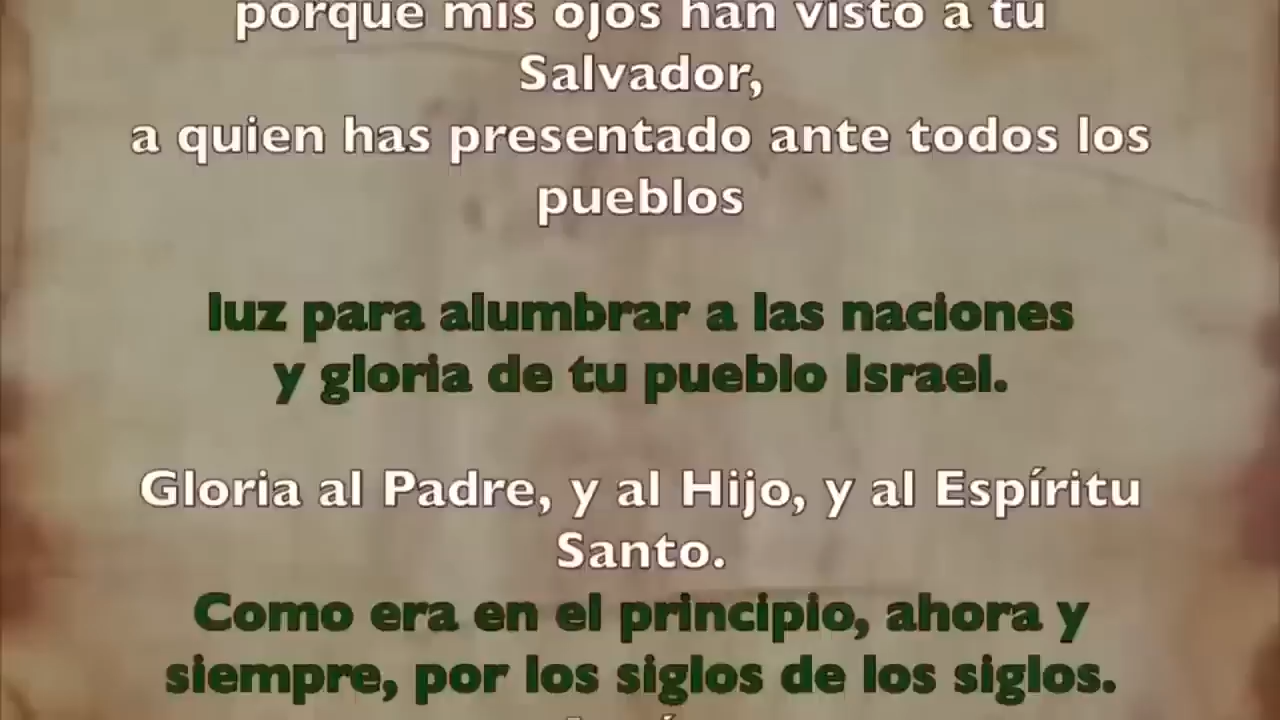 porque mis ojos han visto a tu
Salvador,
a quien has presentado ante todos los
pueblos
luz para alumbrar a las naciones
y gloria de tu pueblo Israel.
Gloria al Padre, y al Hijo, y al Espíritu
Santo.
Como era en el principio, ahora y
siempre, por los siglos de los siglos.